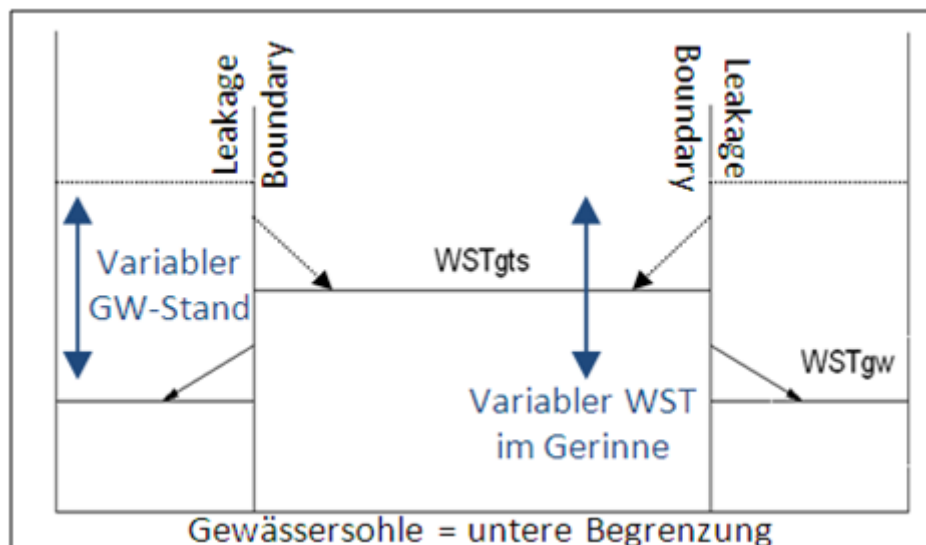 Leakage
Boundary
Leakage
Boundary
Variabler
GW-Stand
WSTgts
WSTgw
Variabler WST
im Gerinne
Gewässersohle = untere Begrenzung